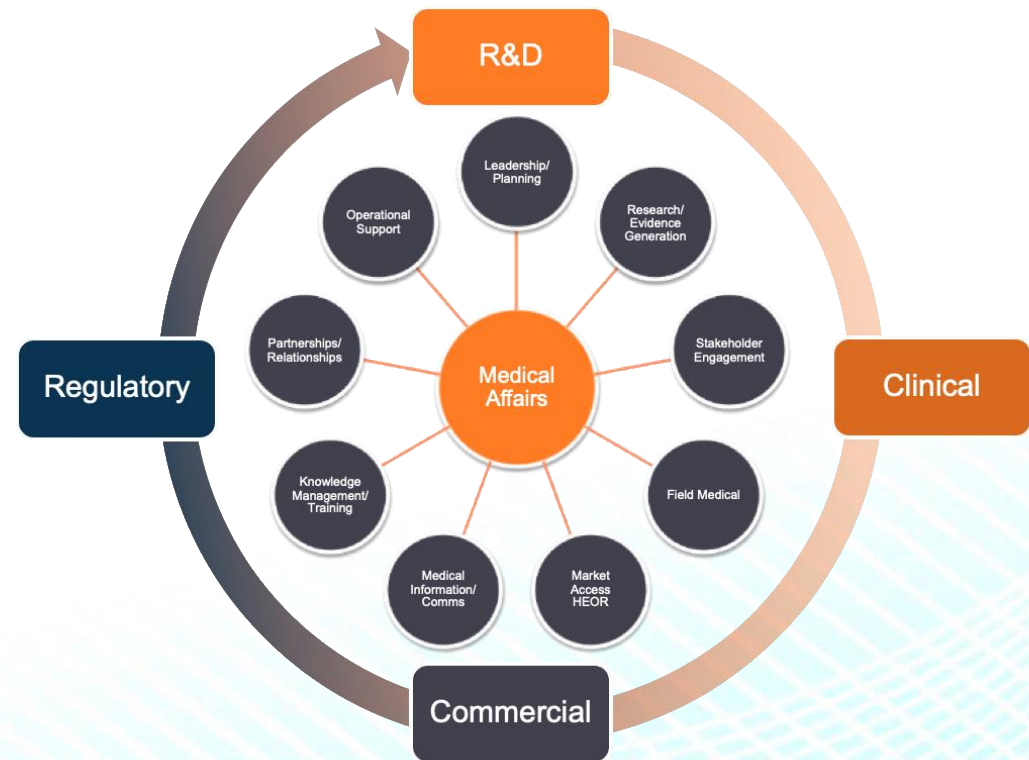 R&D
Leadership/
Planning
Operational
Support
Research/
Evidence
Generation
Partnerships/
Relationships
Stakeholder
Engagement
Regulatory
Medical
Affairs
Clinical
Knowledge
Management/
Training
Field Medical
Medical
Information/
Comms
Market
Access
HEOR
Commercial